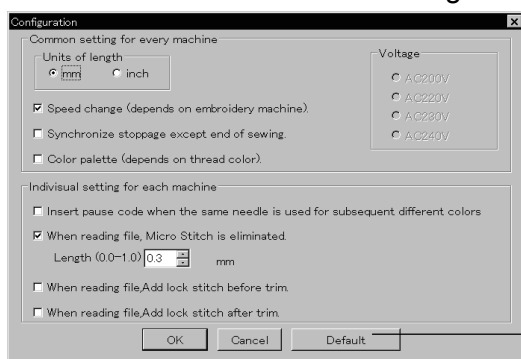 Configuration
Common setting for every machine
Units of length
mm inch
Voltage
AC200V
AC220V
AC230V
AC240V
Speed change (depends on embroidery machine).
Synchronize stoppage except end of sewing.
Color palette (depends on thread color).
Indivisual setting for each machine
Insert pause code when the same needle is used for subsequent different colors
When reading file, Micro Stitch is eliminated.
Length (0.0-1.0) 0.3 mm
When reading file,Add lock stitch before trim.
When reading file,Add lock stitch after trim.
OK Cancel Default